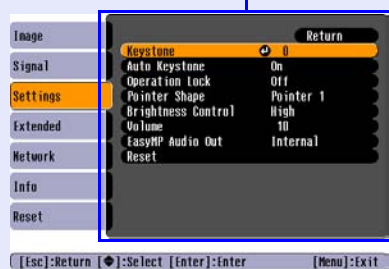 Image
Signal
Settings
Extended
Network
Info
Reset
Return
Keystone 0
Auto Keystone On
Operation Lock Off
Pointer Shape Pointer 1
Brightness Control High
Volume 10
EasyMP Audio Out Internal
Reset
[Esc]:Return [◆]:Select [Enter]:Enter [Menu]:Exit